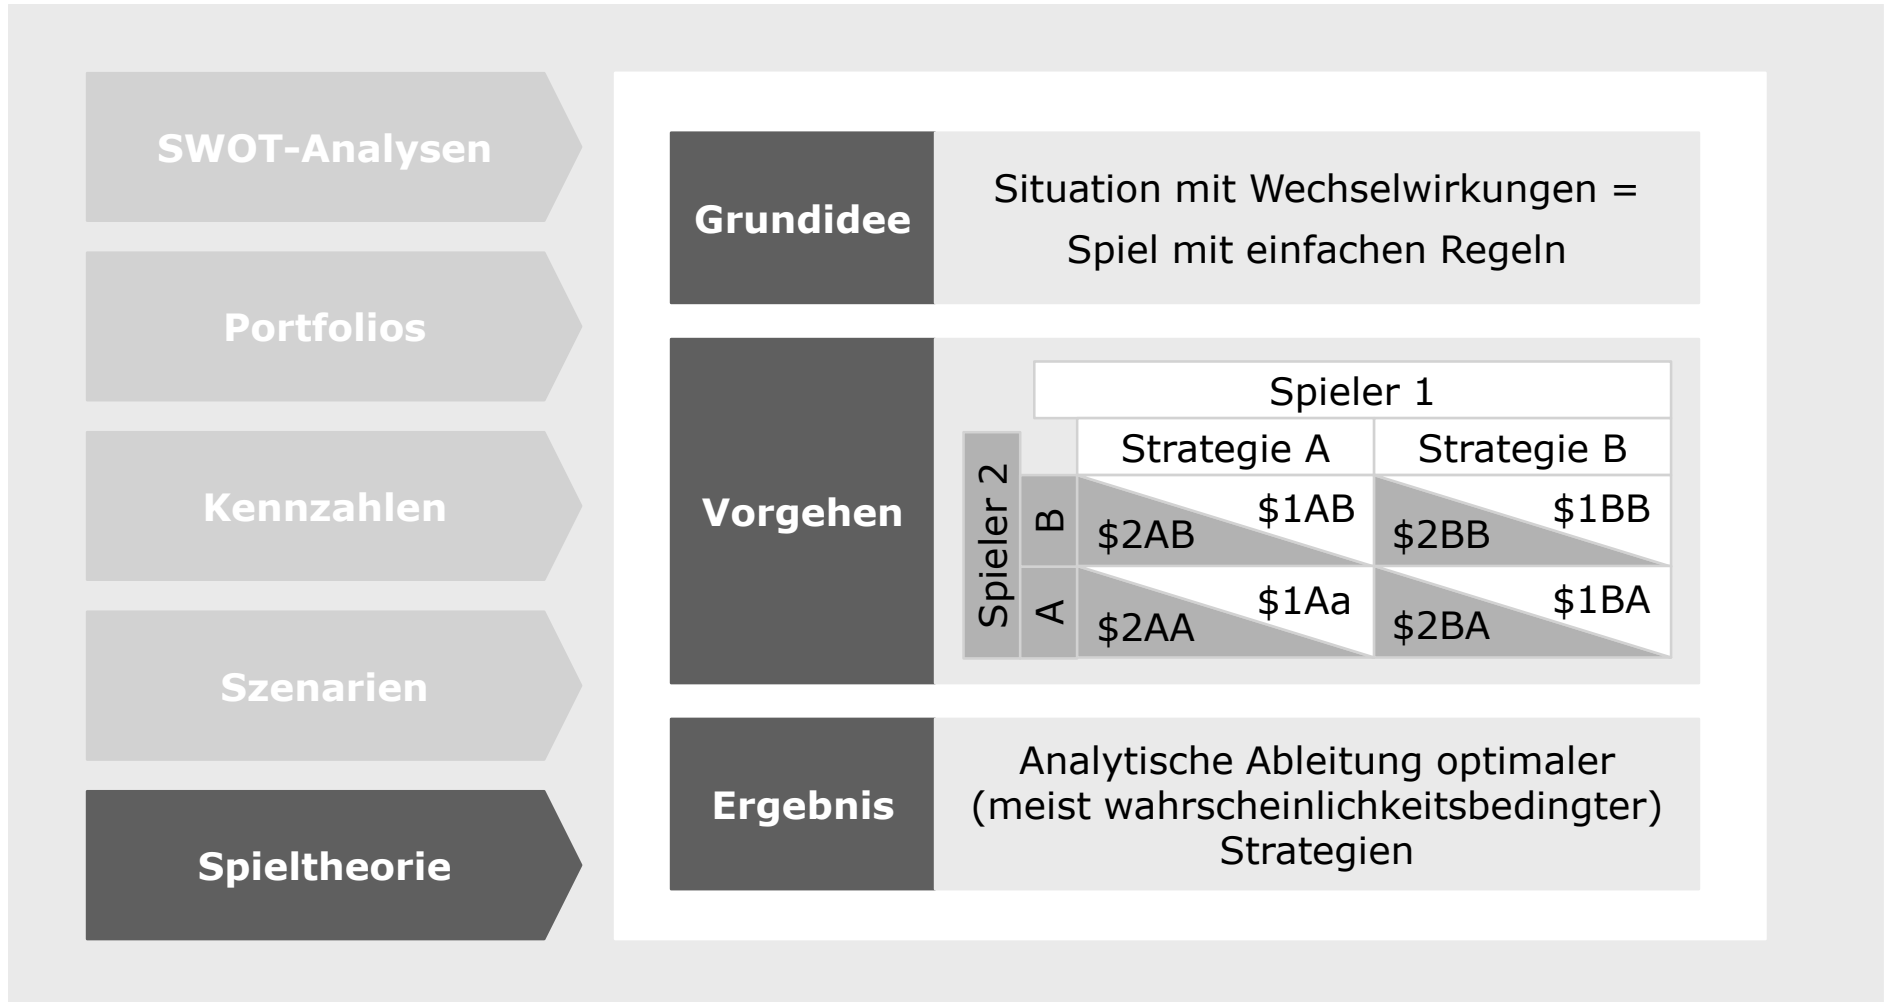 SWOT-Analysen
Portfolios
Kennzahlen
Szenarien
Spieltheorie
Grundidee
Situation mit Wechselwirkungen =
Spiel mit einfachen Regeln
Vorgehen
Spieler 1
Strategie A
Strategie B
Spieler 2
B
$2AB
$1AB
$2BB
$1BB
A
$2AA
$1Aa
$2BA
$1BA
Ergebnis
Analytische Ableitung optimaler
(meist wahrscheinlichkeitsbedingter)
Strategien